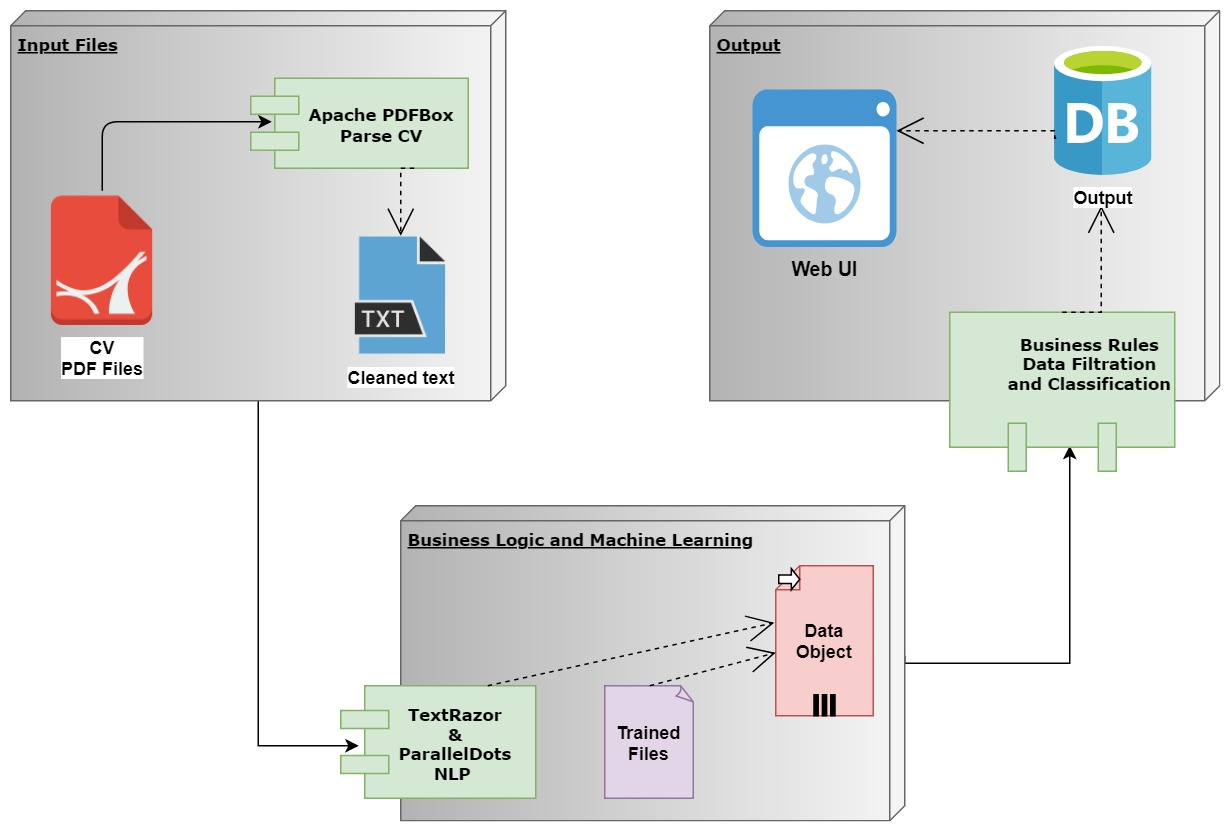 Input Files
Apache PDFBox
Parse CV
TXT
CV
PDF Files
Cleaned text
Output
DB
Output
Web UI
Business Rules
Data Filtration
and Classification
Business Logic and Machine Learning
Data
Object
TextRazor
&
ParallelDots
NLP
Trained
Files